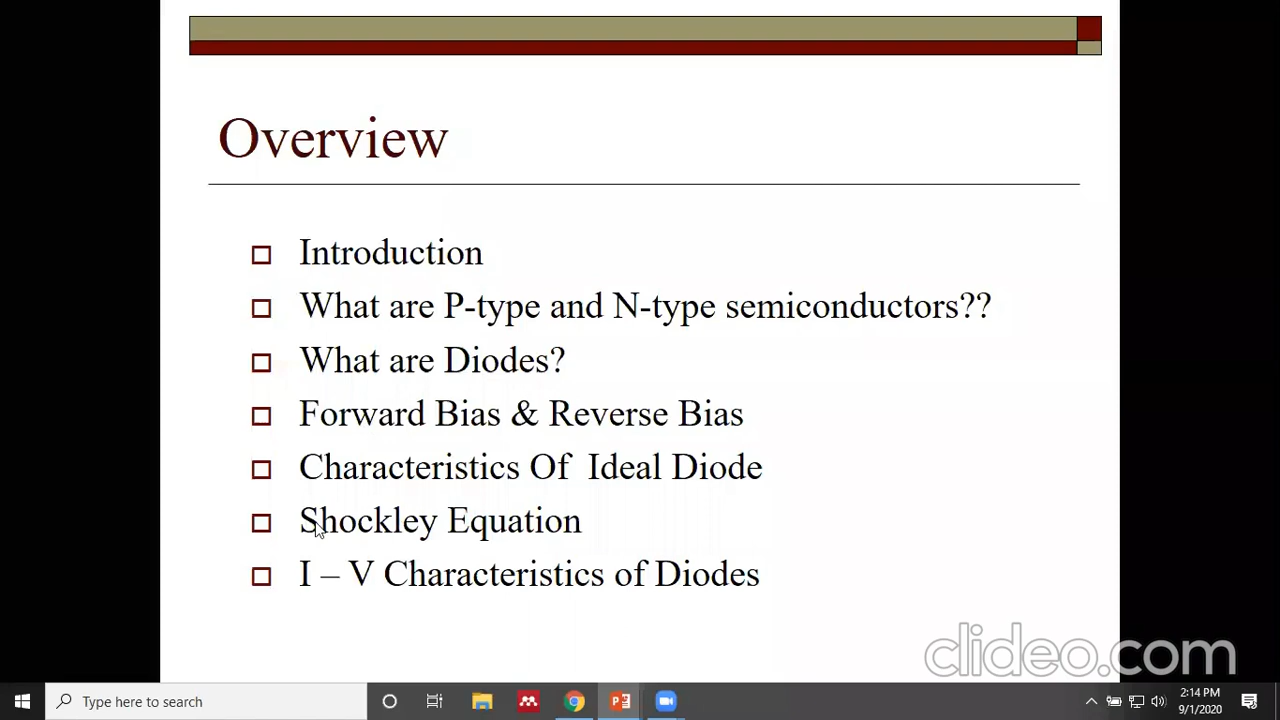 Overview
Introduction
What are P-type and N-type semiconductors??
What are Diodes?
Forward Bias & Reverse Bias
Characteristics Of  Ideal Diode
Shockley Equation
I – V Characteristics of Diodes
clideo.com
Type here to search
2:14 PM
9/1/2020